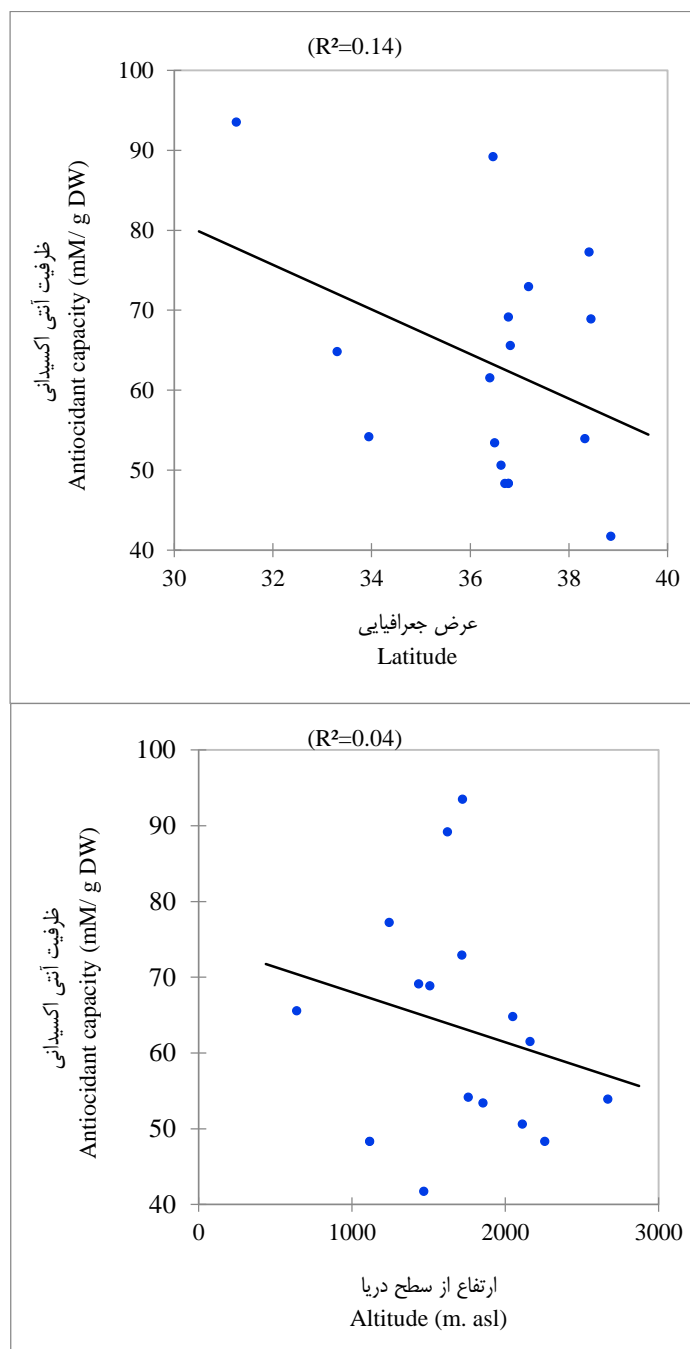 (R²=0.14)
100
90
80
70
60
50
40
30
32
34
36
38
40
ظرفیت آنتی اکسیدانی
Antiocidant capacity (mM/ g DW)
عرض جعرافیایی
Latitude
(R²=0.04)
100
90
80
70
60
50
40
0
1000
2000
3000
ظرفیت آنتی اکسیدانی
Antiocidant capacity (mM/ g DW)
ارتفاع از سطح دریا
Altitude (m. asl)